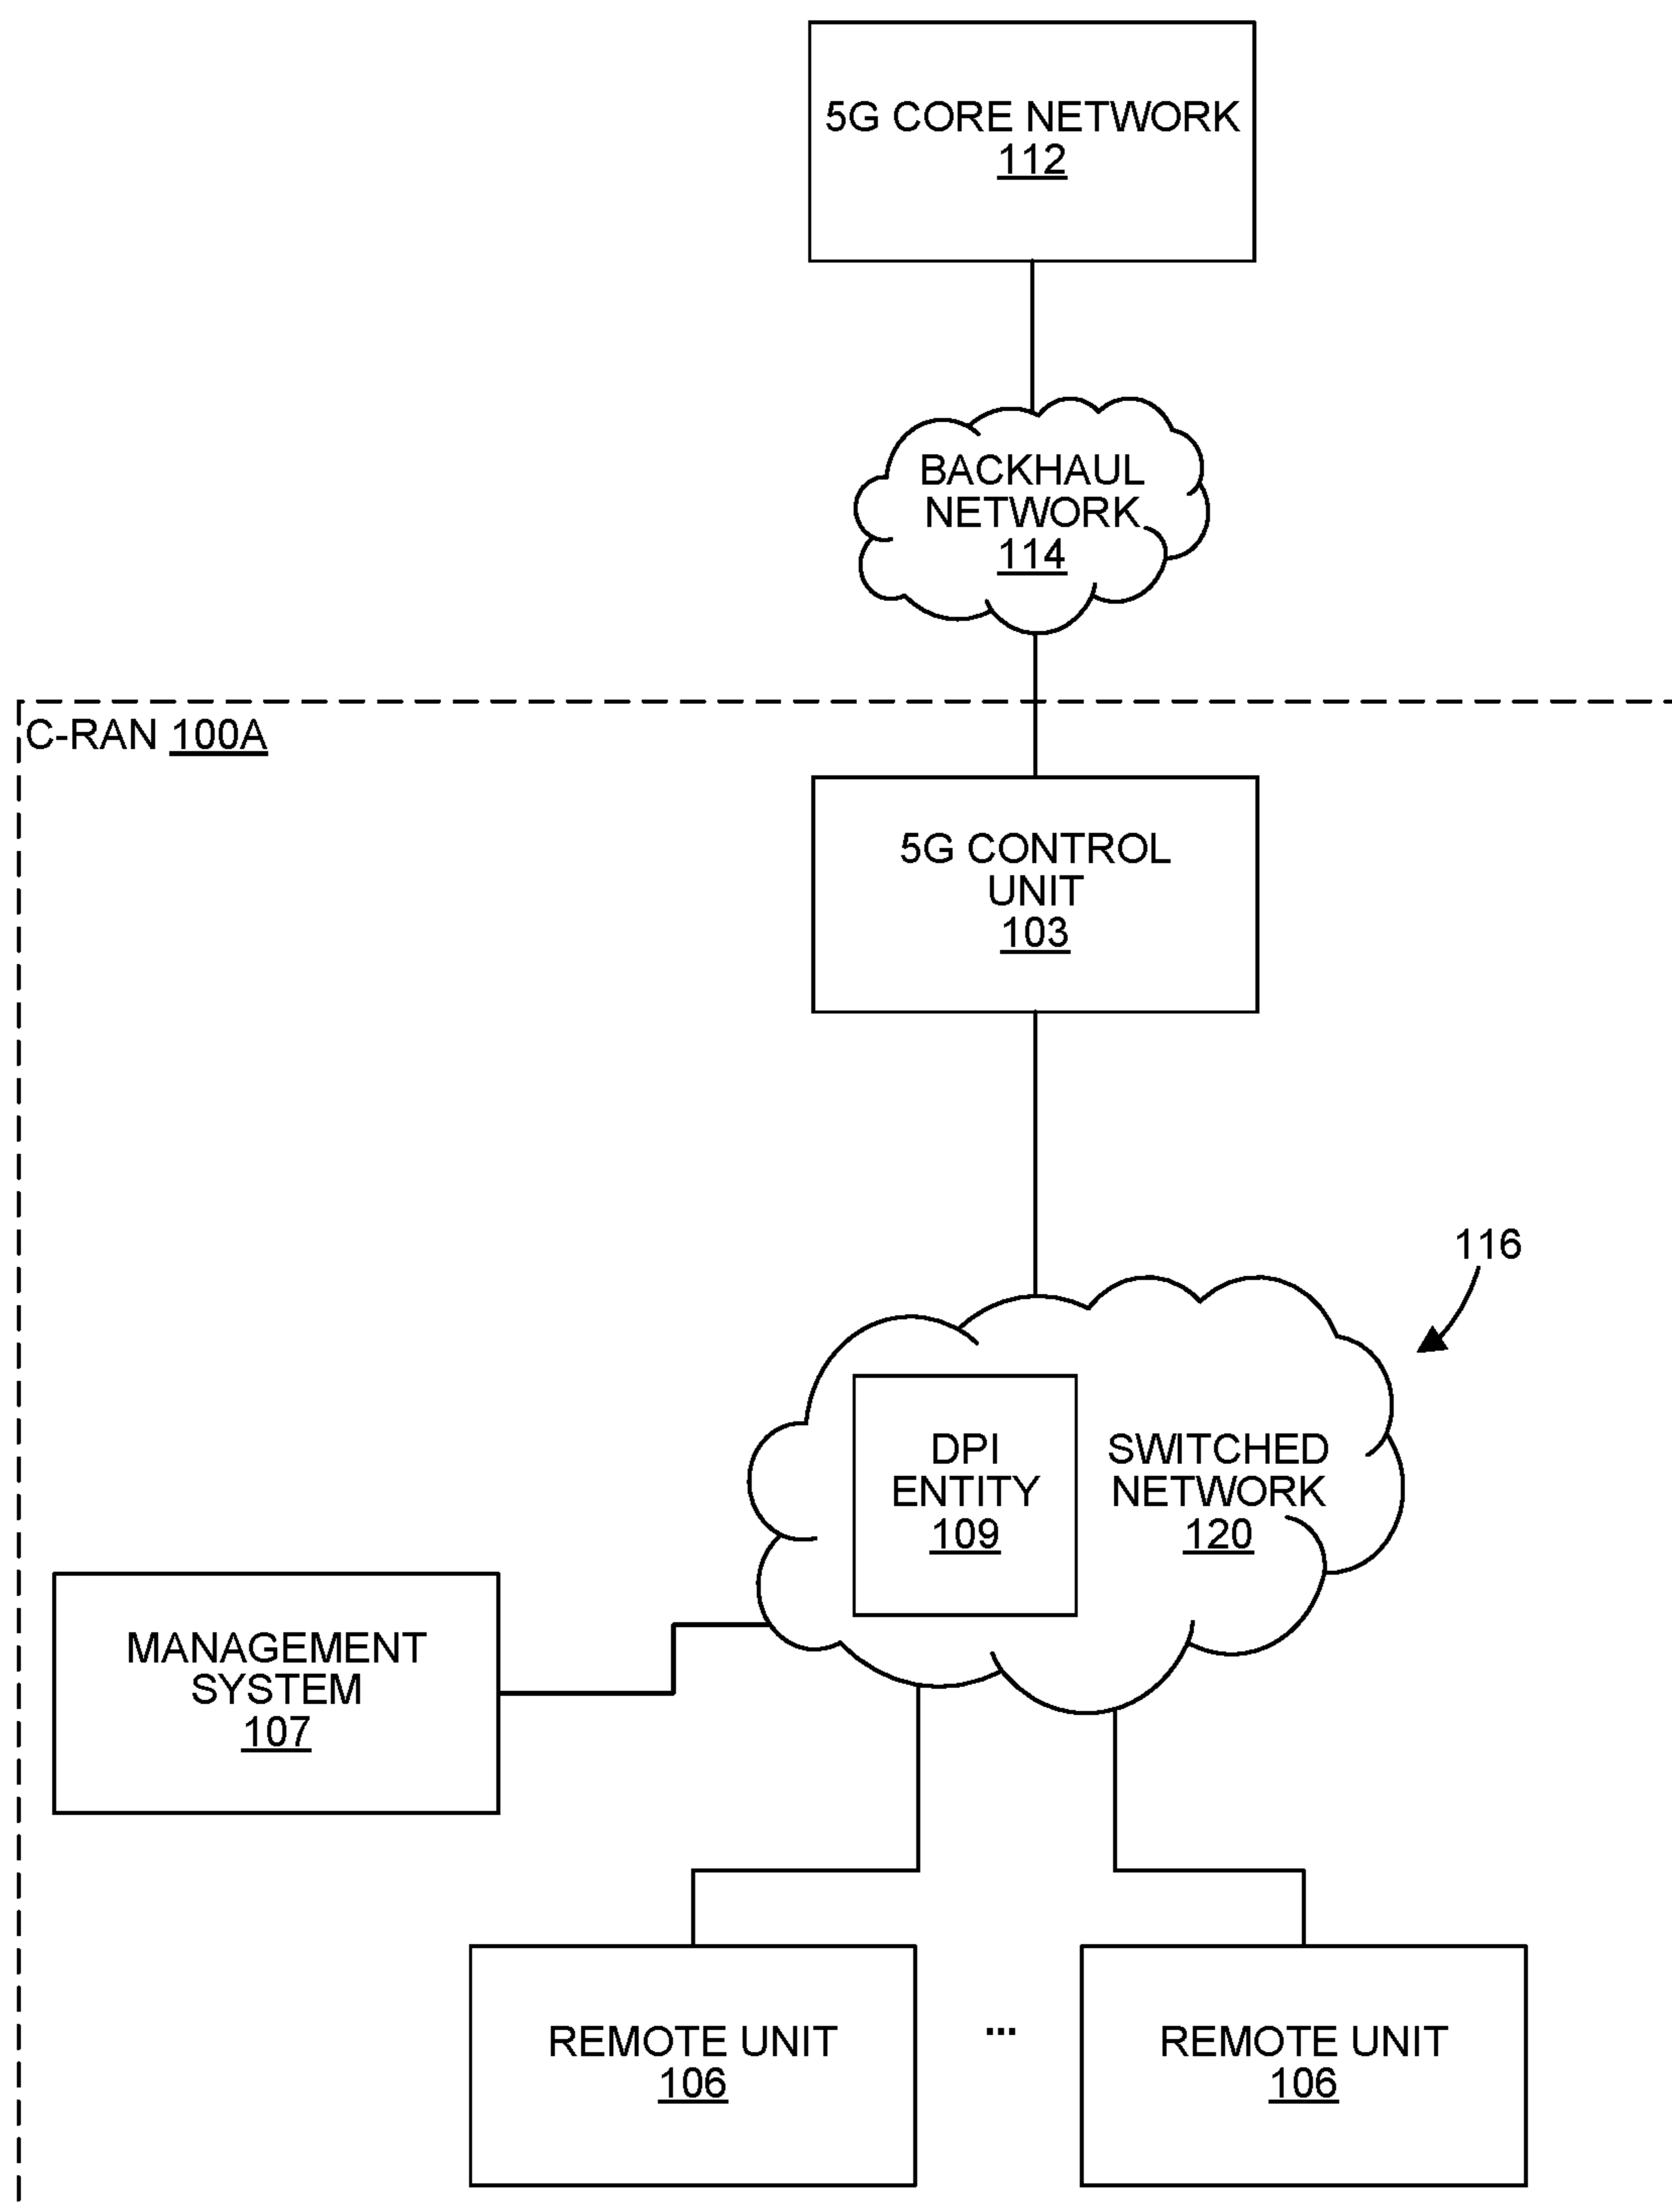 5G CORE NETWORK
112
BACKHAUL
NETWORK
114
C-RAN 100A
5G CONTROL
UNIT
103
116
DPI
ENTITY
109
SWITCHED
NETWORK
120
MANAGEMENT
SYSTEM
107
REMOTE UNIT
106
...
REMOTE UNIT
106